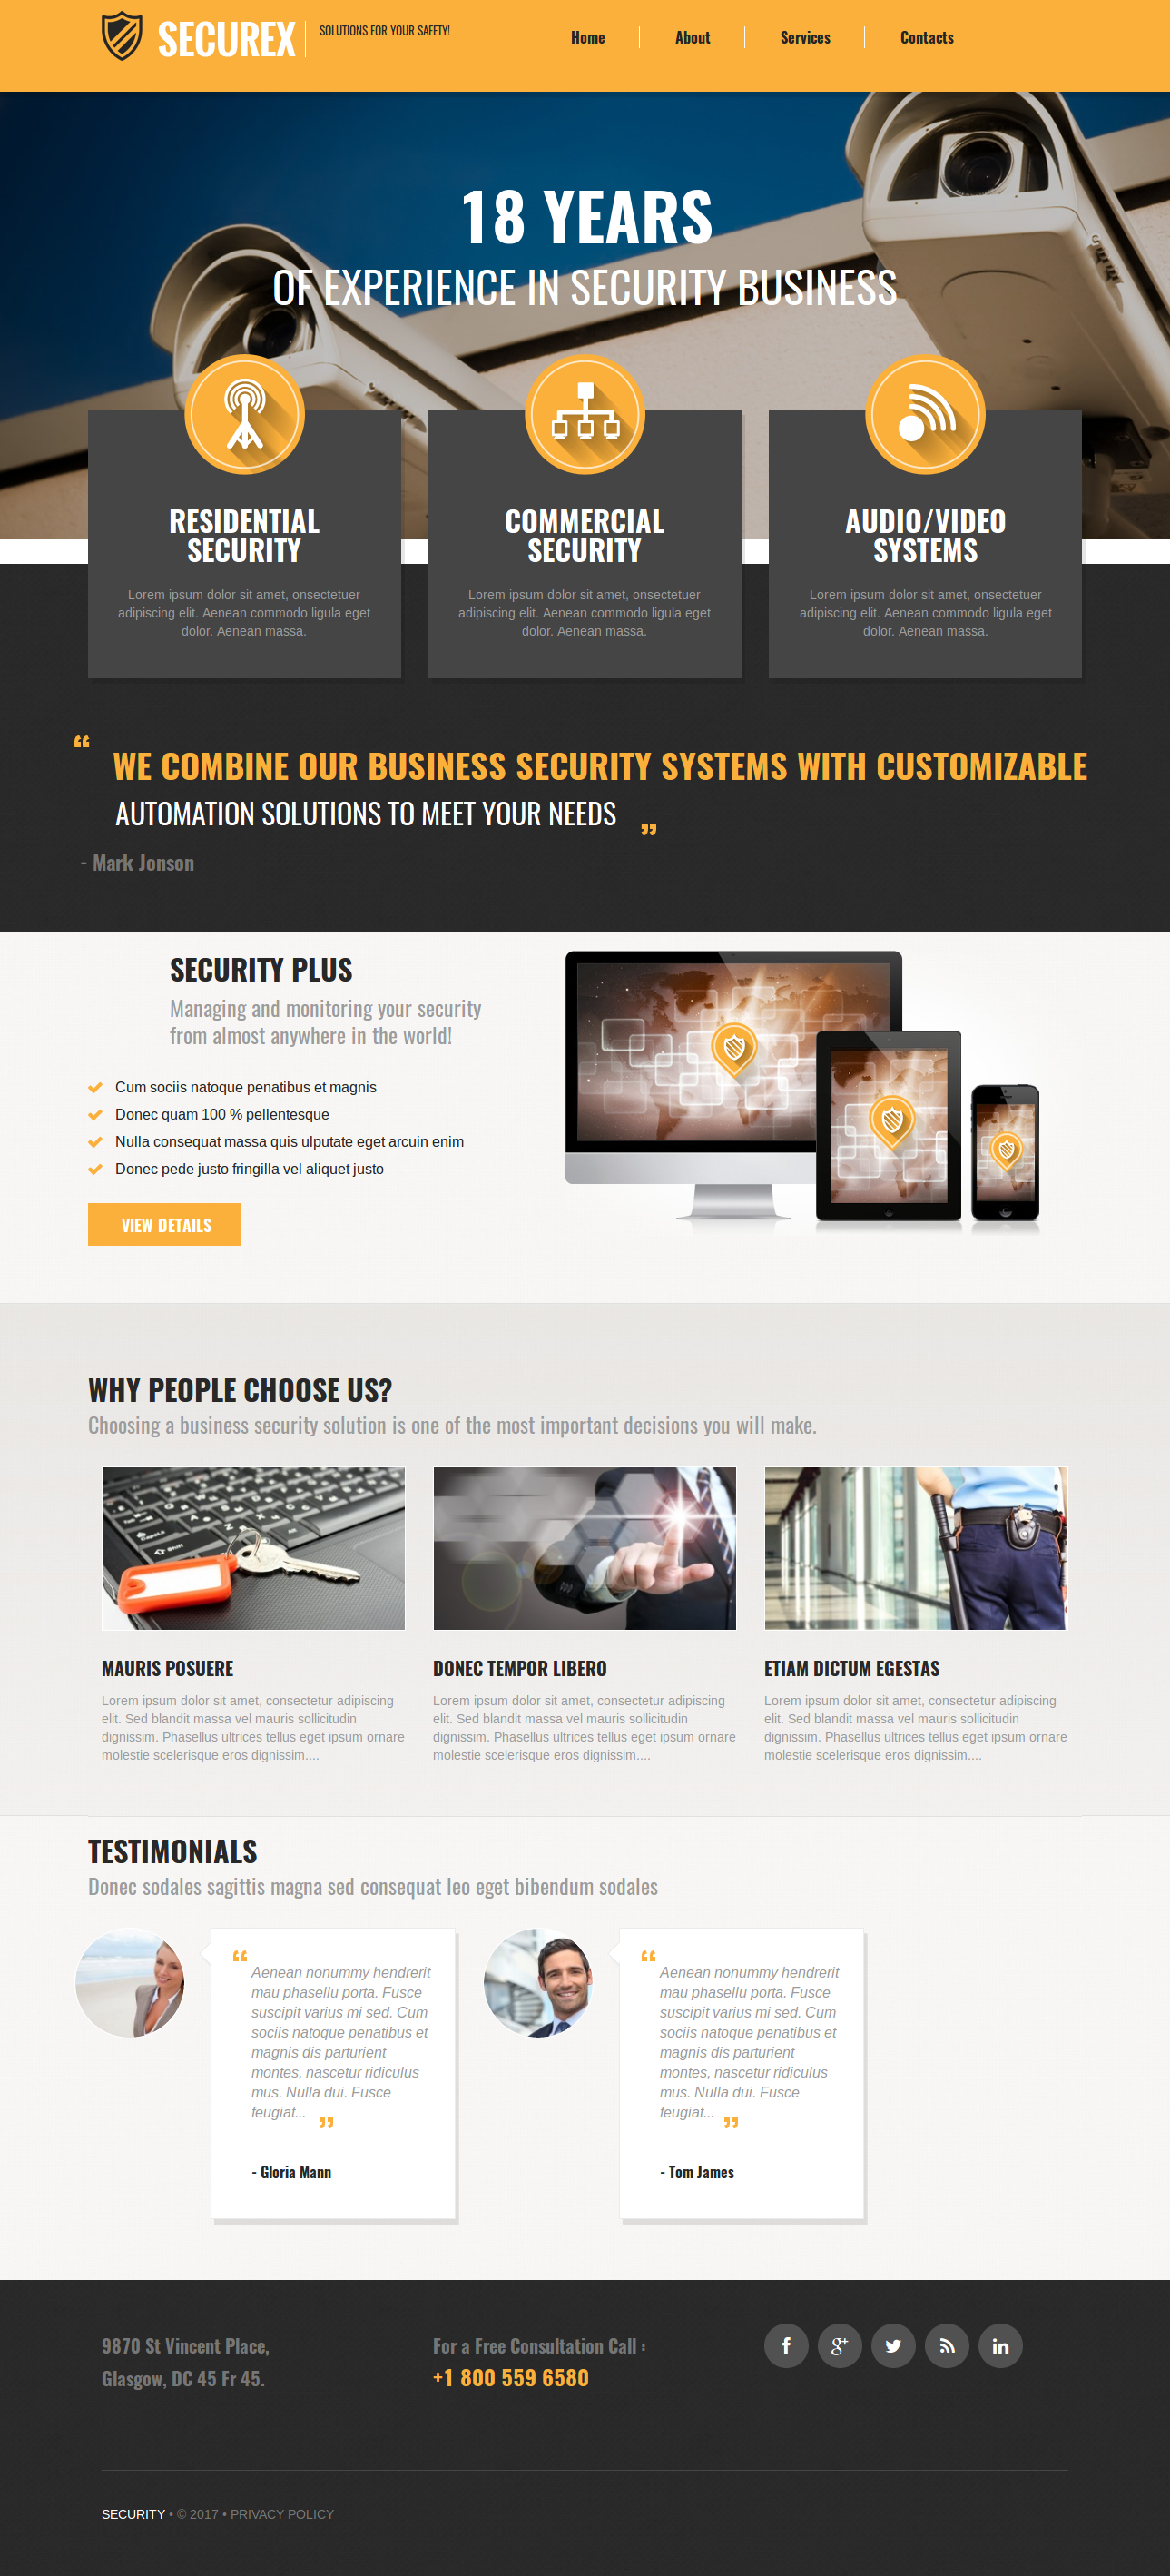 SECUREX
SOLUTIONS FOR YOUR SAFETY!
Home
About
Services
Contacts
18 YEARS
OF EXPERIENCE IN SECURITY BUSINESS
RESIDENTIAL
SECURITY
Lorem ipsum dolor sit amet, onsectetuer
adipiscing elit. Aenean commodo ligula eget
dolor. Aenean massa.
COMMERCIAL
SECURITY
Lorem ipsum dolor sit amet, onsectetuer
adipiscing elit. Aenean commodo ligula eget
dolor. Aenean massa.
AUDIO/VIDEO
SYSTEMS
Lorem ipsum dolor sit amet, onsectetuer
adipiscing elit. Aenean commodo ligula eget
dolor. Aenean massa.
“ WE COMBINE OUR BUSINESS SECURITY SYSTEMS WITH CUSTOMIZABLE
AUTOMATION SOLUTIONS TO MEET YOUR NEEDS ”
- Mark Jonson
SECURITY PLUS
Managing and monitoring your security
from almost anywhere in the world!
Cum sociis natoque penatibus et magnis
Donec quam 100 % pellentesque
Nulla consequat massa quis ulputate eget arcuin enim
Donec pede justo fringilla vel aliquet justo
VIEW DETAILS
WHY PEOPLE CHOOSE US?
Choosing a business security solution is one of the most important decisions you will make.
Shift
MAURIS POSUERE
Lorem ipsum dolor sit amet, consectetur adipiscing
elit. Sed blandit massa vel mauris sollicitudin
dignissim. Phasellus ultrices tellus eget ipsum ornare
molestie scelerisque eros dignissim....
DONEC TEMPOR LIBERO
Lorem ipsum dolor sit amet, consectetur adipiscing
elit. Sed blandit massa vel mauris sollicitudin
dignissim. Phasellus ultrices tellus eget ipsum ornare
molestie scelerisque eros dignissim....
ETIAM DICTUM EGESTAS
Lorem ipsum dolor sit amet, consectetur adipiscing
elit. Sed blandit massa vel mauris sollicitudin
dignissim. Phasellus ultrices tellus eget ipsum ornare
molestie scelerisque eros dignissim....
TESTIMONIALS
Donec sodales sagittis magna sed consequat leo eget bibendum sodales
“ Aenean nonummy hendrerit
mau phasellu porta. Fusce
suscipit varius mi sed. Cum
sociis natoque penatibus et
magnis dis parturient
montes, nascetur ridiculus
mus. Nulla dui. Fusce
feugiat... ”
- Gloria Mann
“ Aenean nonummy hendrerit
mau phasellu porta. Fusce
suscipit varius mi sed. Cum
sociis natoque penatibus et
magnis dis parturient
montes, nascetur ridiculus
mus. Nulla dui. Fusce
feugiat... ”
- Tom James
9870 St Vincent Place,
Glasgow, DC 45 Fr 45.
For a Free Consultation Call :
+1 800 559 6580
f
g+
in
SECURITY • © 2017 • PRIVACY POLICY